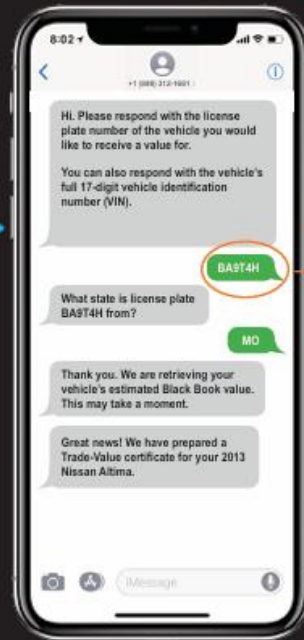 8:02
+1 (888) 312-1601
Hi. Please respond with the license
plate number of the vehicle you would
like to receive a value for.
You can also respond with the vehicle's
full 17-digit vehicle identification
number (VIN).
BA9T4H
What state is license plate
BA9T4H from?
MO
Thank you. We are retrieving your
vehicle's estimated Black Book value.
This may take a moment.
Great news! We have prepared a
Trade-Value certificate for your 2013
Nissan Altima.
iMessage